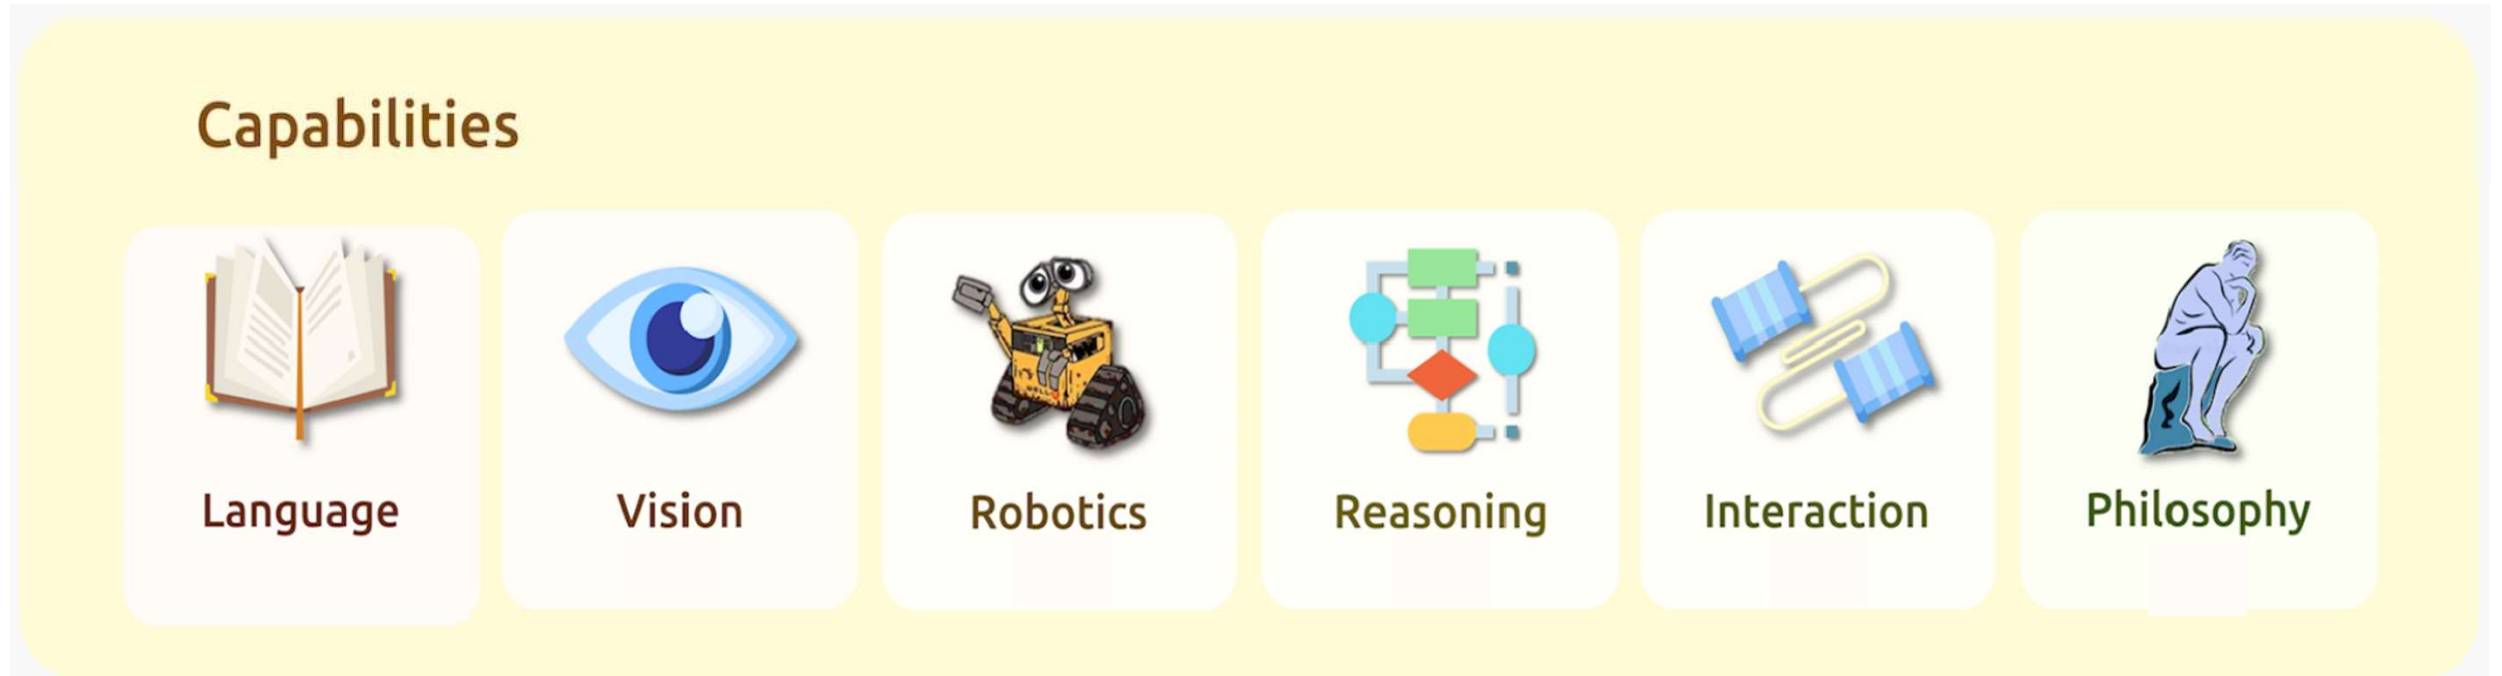 Capabilities
Language
Vision
Robotics
Reasoning
Interaction
Philosophy